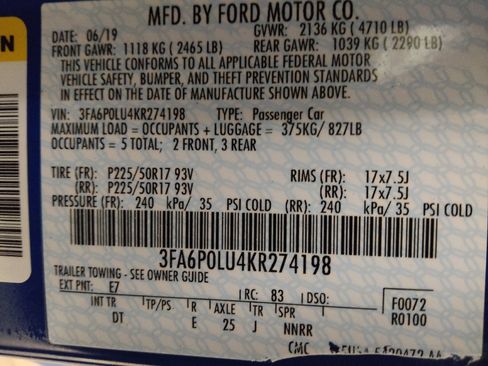 MFD. BY FORD MOTOR CO.
DATE: 06/19 GVWR: 2136 KG ( 4710 LB)
FRONT GAWR: 1118 KG ( 2465 LB) REAR GAWR: 1039 KG ( 2290 LB)
THIS VEHICLE CONFORMS TO ALL APPLICABLE FEDERAL MOTOR
VEHICLE SAFETY, BUMPER, AND THEFT PREVENTION STANDARDS
IN EFFECT ON THE DATE OF MANUFACTURE SHOWN ABOVE.
VIN: 3FA6P0LU4KR274198 TYPE: Passenger Car
MAXIMUM LOAD = OCCUPANTS + LUGGAGE = 375KG/ 827LB
OCCUPANTS = 5 TOTAL; 2 FRONT, 3 REAR
TIRE (FR): P225/50R17 93V RIMS (FR): 17x7.5J
(RR): P225/50R17 93V (RR): 17x7.5J
PRESSURE (FR): 240 kPa/ 35 PSI COLD (RR): 240 kPa/ 35 PSI COLD
3FA6P0LU4KR274198
TRAILER TOWING - SEE OWNER GUIDE
EXT PNT: E7 RC: 83 DSO: F0072
INT TR TP/PS R AXLE TR SPR R0100
DT E 25 J NNRR
CMC